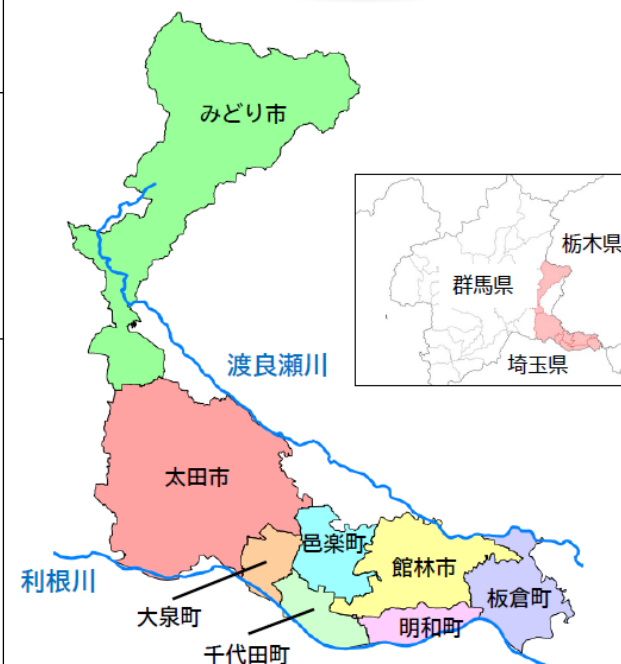 みどり市
栃木県
群馬県
埼玉県
渡良瀬川
太田市
邑楽町
館林市
利根川
板倉町
大泉町
明和町
千代田町